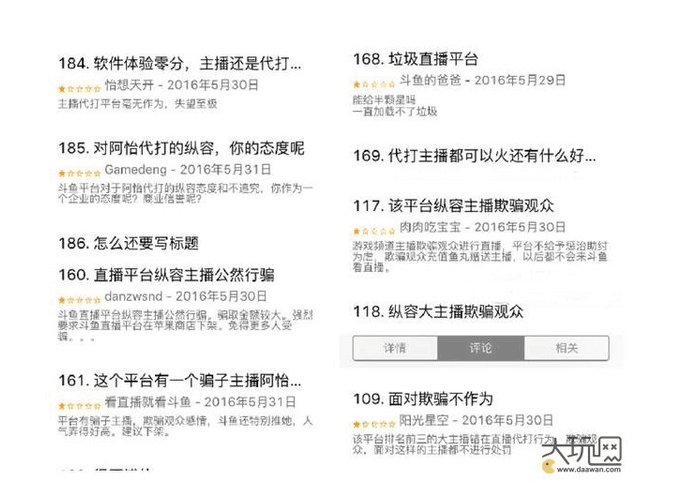 184. 软件体验零分，主播还是代打...
★☆☆☆☆ 怡想天开 - 2016年5月30日
主播代打平台毫无作为，失望至极
185. 对阿怡代打的纵容，你的态度呢
★☆☆☆☆ Gamedeng - 2016年5月31日
斗鱼平台对于阿怡代打的纵容态度和不追究，你作为一
个企业的态度呢？商业信誉呢？
186. 怎么还要写标题
160. 直播平台纵容主播公然行骗
★☆☆☆☆ danzwsnd - 2016年5月30日
斗鱼直播平台纵容主播公然行骗。骗取金额较大。强烈
要求斗鱼直播平台在苹果商店下架。免得更多人受
骗。。。
161. 这个平台有一个骗子主播阿怡...
★☆☆☆☆ 看直播就看斗鱼 - 2016年5月31日
平台有骗子主播，欺骗观众感情，斗鱼还特别推她，人
气弄得好高。建议下架。
168. 垃圾直播平台
★☆☆☆☆ 斗鱼的爸爸 - 2016年5月29日
能给半颗星吗
一直加载不了垃圾
169. 代打主播都可以火还有什么好...
117. 该平台纵容主播欺骗观众
★☆☆☆☆ 肉肉吃宝宝 - 2016年5月30日
游戏频道主播欺骗观众进行直播，平台不给予惩治助纣
为虐，欺骗观众充值鱼丸赠送主播，以后都不会来斗鱼
看直播。
118. 纵容大主播欺骗观众
详情 评论 相关
109. 面对欺骗不作为
★☆☆☆☆ 阳光星空 - 2016年5月30日
该平台排名前三的大主播错在直播代打行为，欺骗观
众，面对这样的主播都不进行处罚
大玩网
www.daawan.com